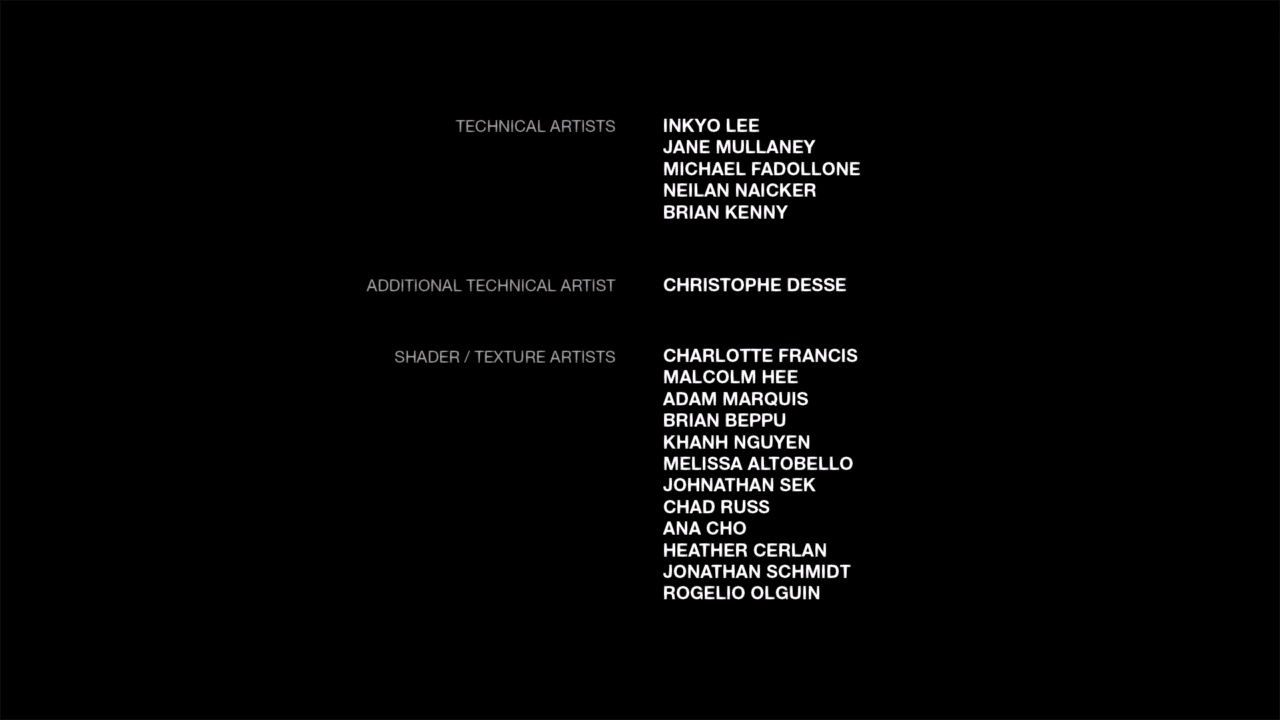 TECHNICAL ARTISTS INKYO LEE
JANE MULLANEY
MICHAEL FADOLLONE
NEILAN NAICKER
BRIAN KENNY
ADDITIONAL TECHNICAL ARTIST CHRISTOPHE DESSE
SHADER / TEXTURE ARTISTS CHARLOTTE FRANCIS
MALCOLM HEE
ADAM MARQUIS
BRIAN BEPPU
KHANH NGUYEN
MELISSA ALTOBELLO
JOHNATHAN SEK
CHAD RUSS
ANA CHO
HEATHER CERLAN
JONATHAN SCHMIDT
ROGELIO OLGUIN